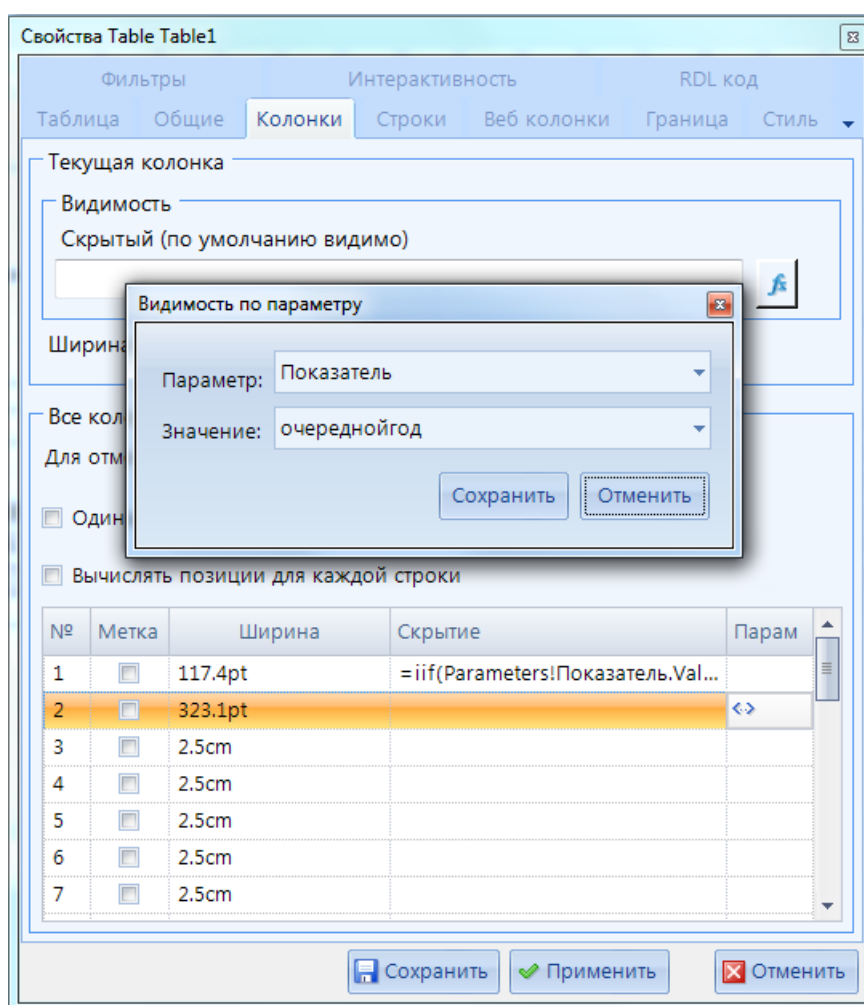 Свойства Table Table1
Фильтры Интерактивность RDL код
Таблица Общие Колонки Строки Веб колонки Граница Стиль
Текущая колонка
Видимость
Скрытый (по умолчанию видимо)
fx
Видимость по параметру
Ширина
Параметр: Показатель
Все кол
Значение: очереднойгод
Для отм
Сохранить Отменить
Один
Вычислять позиции для каждой строки
№ Метка Ширина Скрытие Парам
1 117.4pt =iif(Parameters!Показатель.Val...
2 323.1pt <·>
3 2.5cm
4 2.5cm
5 2.5cm
6 2.5cm
7 2.5cm
Сохранить Применить Отменить